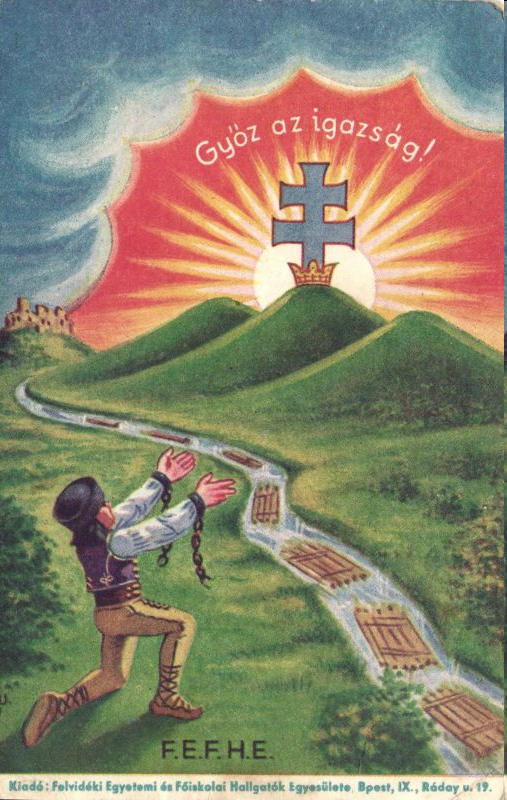 Győz az igazság!
F.E.F.H.E.
Kiadó: Felvidéki Egyetemi és Főiskolai Hallgatók Egyesülete, Bpest, IX., Ráday u. 19.